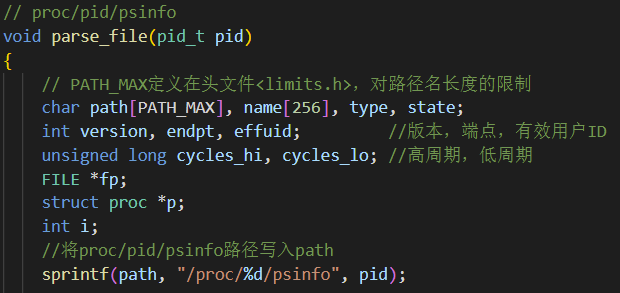 // proc/pid/psinfo
void parse_file(pid_t pid)
{
// PATH_MAX定义在头文件<limits.h>，对路径名长度的限制
char path[PATH_MAX], name[256], type, state;
int version, endpt, effuid; //版本，端点，有效用户ID
unsigned long cycles_hi, cycles_lo; //高周期，低周期
FILE *fp;
struct proc *p;
int i;
//将proc/pid/psinfo路径写入path
sprintf(path, "/proc/%d/psinfo", pid);